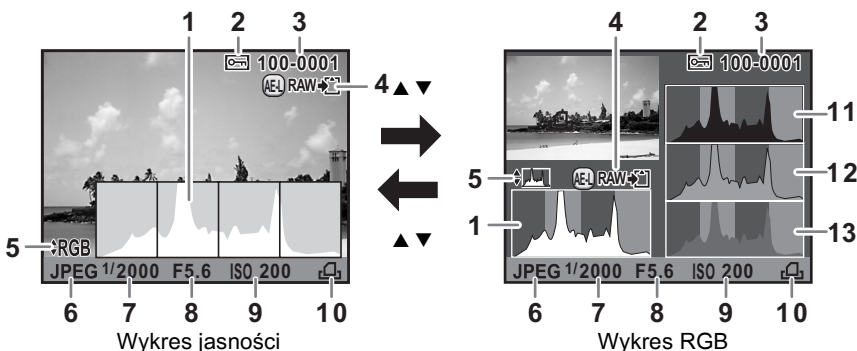 1 2 3
100-0001
AE-L RAW
4 ▲ ▼
▲ ▼
5 RGB
JPEG 1/2000 F5.6 ISO 200
6 7 8 9 10
Wykres jasności
4 2 3
100-0001
11
5 AE-L RAW
12
1
13
JPEG 1/2000 F5.6 ISO 200
6 7 8 9 10
Wykres RGB